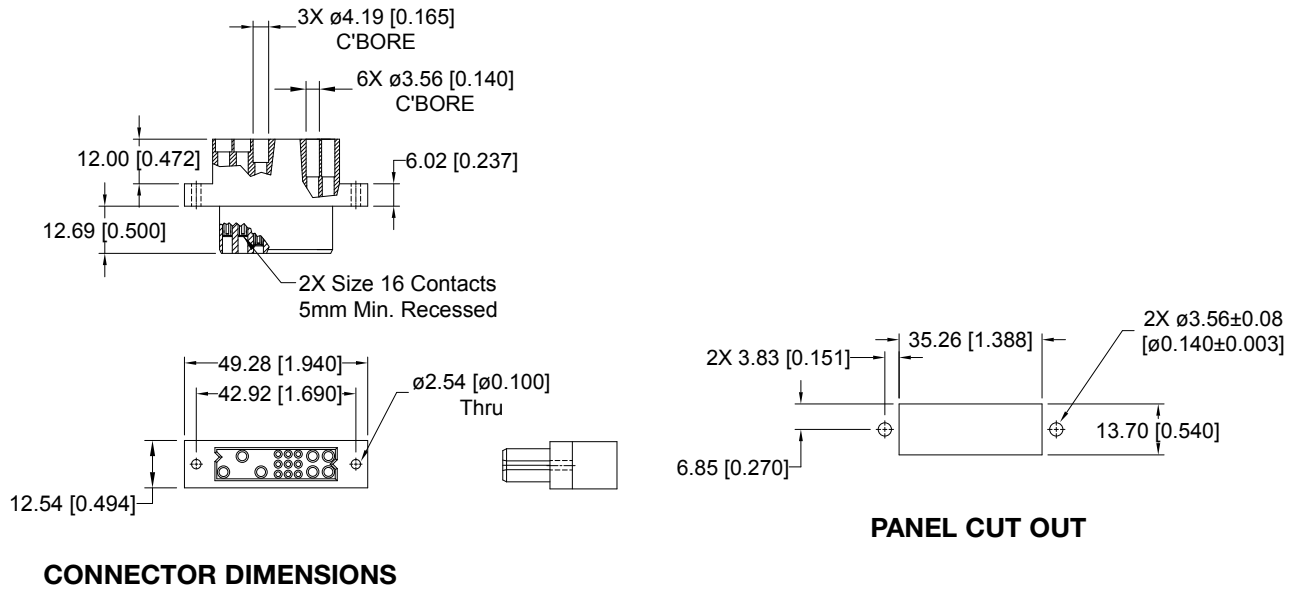 3X ø4.19 [0.165]
C'BORE
6X ø3.56 [0.140]
C'BORE
12.00 [0.472]
6.02 [0.237]
12.69 [0.500]
2X Size 16 Contacts
5mm Min. Recessed
49.28 [1.940]
42.92 [1.690]
ø2.54 [ø0.100]
Thru
12.54 [0.494]
CONNECTOR DIMENSIONS
2X 3.83 [0.151]
35.26 [1.388]
2X ø3.56±0.08
[ø0.140±0.003]
13.70 [0.540]
6.85 [0.270]
PANEL CUT OUT